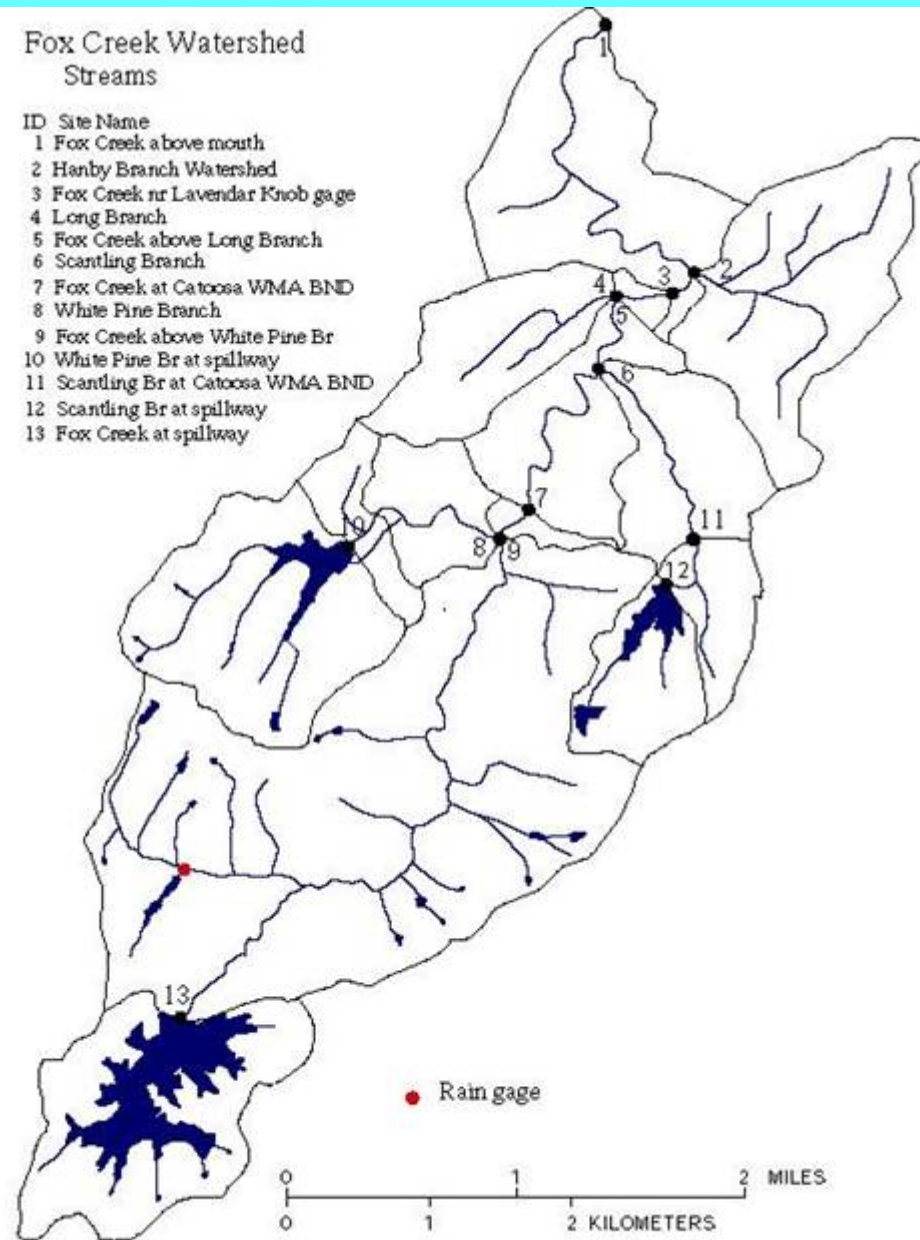 Fox Creek Watershed
Streams
ID Site Name
1 Fox Creek above mouth
2 Hanby Branch Watershed
3 Fox Creek nr Lavendar Knob gage
4 Long Branch
5 Fox Creek above Long Branch
6 Scantling Branch
7 Fox Creek at Catoosa WMA BND
8 White Pine Branch
9 Fox Creek above White Pine Br
10 White Pine Br at spillway
11 Scantling Br at Catoosa WMA BND
12 Scantling Br at spillway
13 Fox Creek at spillway
1
2
3
4
5
6
7
8
9
10
11
12
13
Rain gage
0 1 2 MILES
0 1 2 KILOMETERS